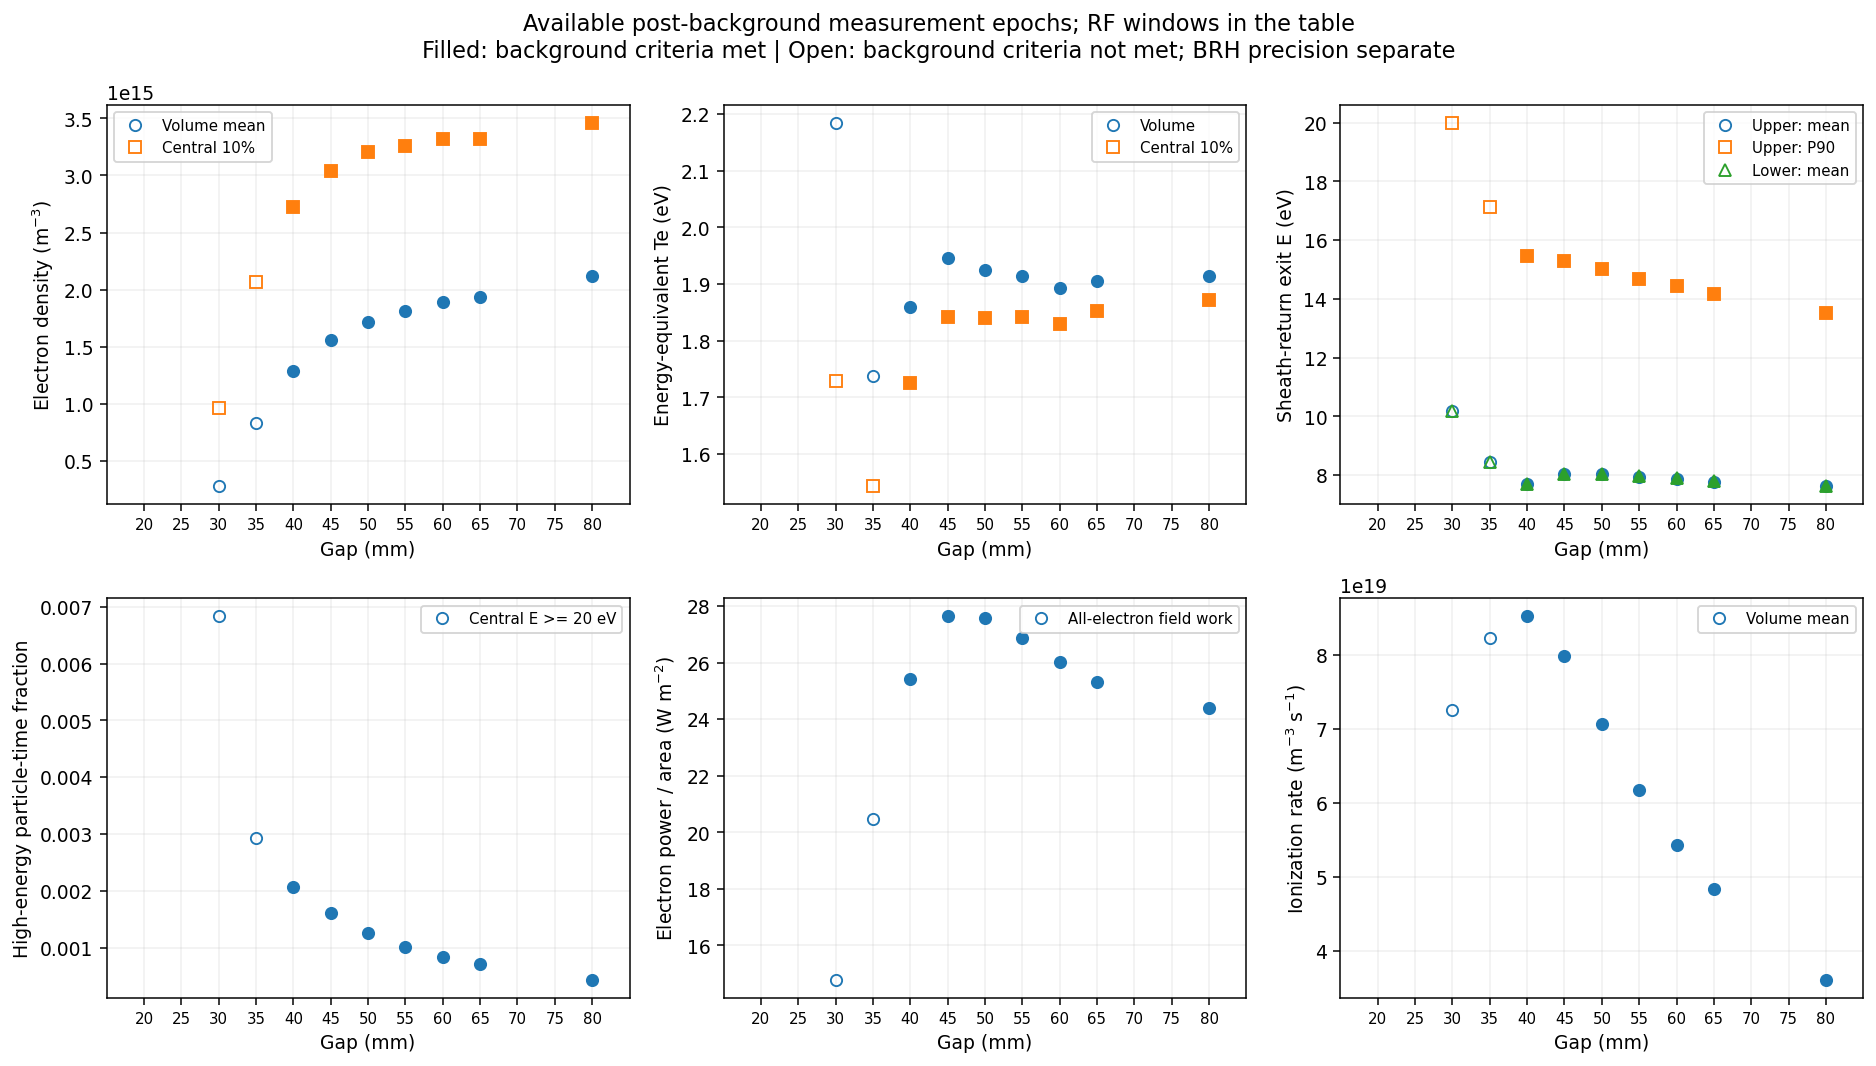 Available post-background measurement epochs; RF windows in the table
Filled: background criteria met | Open: background criteria not met; BRH precision separate
1e15
Volume mean
Central 10%
3.5
3.0
2.5
2.0
1.5
1.0
0.5
Electron density (m⁻³)
20 25 30 35 40 45 50 55 60 65 70 75 80
Gap (mm)
Volume
Central 10%
2.2
2.1
2.0
1.9
1.8
1.7
1.6
Energy-equivalent Te (eV)
20 25 30 35 40 45 50 55 60 65 70 75 80
Gap (mm)
Upper: mean
Upper: P90
Lower: mean
20
18
16
14
12
10
8
Sheath-return exit E (eV)
20 25 30 35 40 45 50 55 60 65 70 75 80
Gap (mm)
Central E >= 20 eV
0.007
0.006
0.005
0.004
0.003
0.002
0.001
High-energy particle-time fraction
20 25 30 35 40 45 50 55 60 65 70 75 80
Gap (mm)
All-electron field work
28
26
24
22
20
18
16
Electron power / area (W m⁻²)
20 25 30 35 40 45 50 55 60 65 70 75 80
Gap (mm)
1e19
Volume mean
8
7
6
5
4
Ionization rate (m⁻³ s⁻¹)
20 25 30 35 40 45 50 55 60 65 70 75 80
Gap (mm)